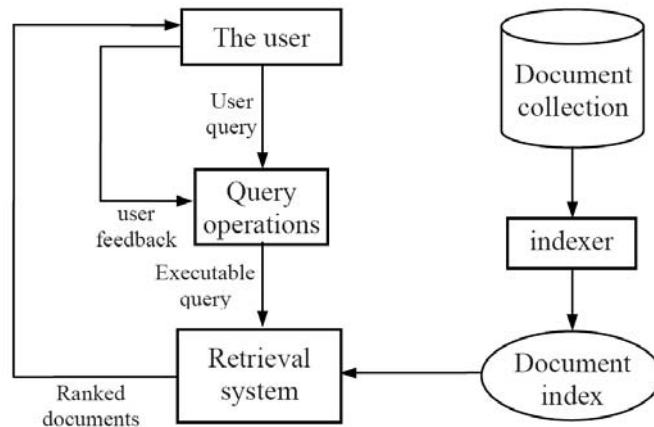 The user
User
query
user
feedback
Query
operations
Executable
query
Retrieval
system
Ranked
documents
Document
collection
indexer
Document
index